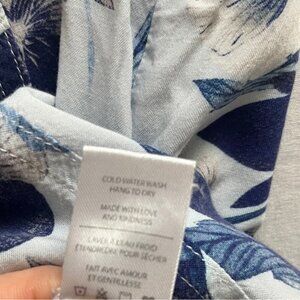 COLD WATER WASH
HANG TO DRY
MADE WITH LOVE
AND KINDNESS
LAVER À L'EAU FROID
ÉTENDRE POUR SÉCHER
FAIT AVEC AMOUR
ET GENTILLESSE